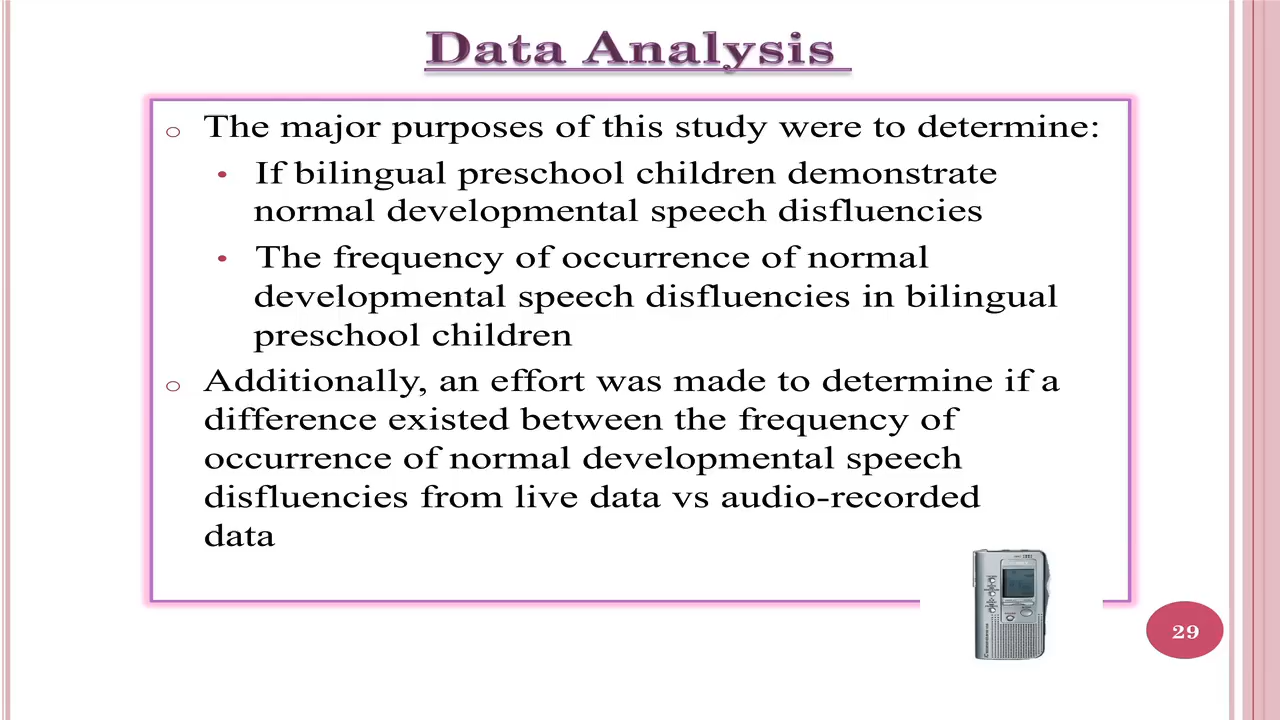 Data Analysis
The major purposes of this study were to determine:
If bilingual preschool children demonstrate
normal developmental speech disfluencies
The frequency of occurrence of normal
developmental speech disfluencies in bilingual
preschool children
Additionally, an effort was made to determine if a
difference existed between the frequency of
occurrence of normal developmental speech
disfluencies from live data vs audio-recorded
data
29